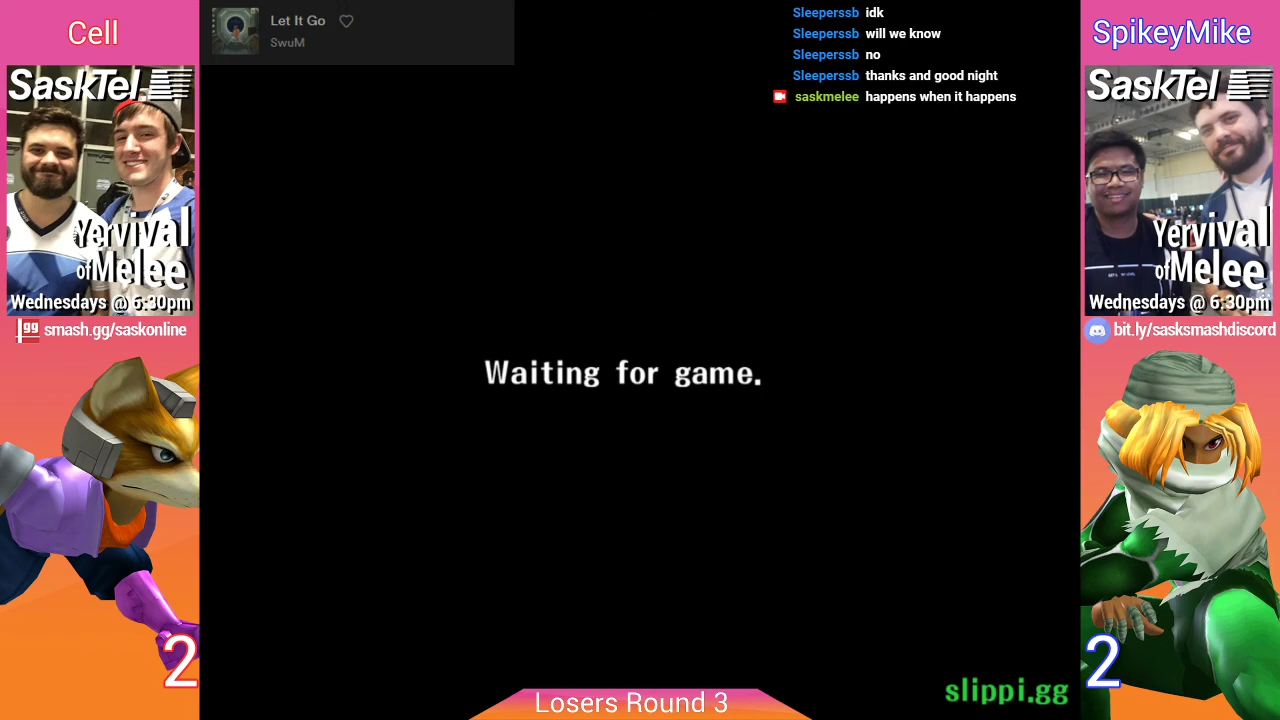 Cell
SaskTel
Yervival
of Melee
Wednesdays @ 6:30pm
gg smash.gg/saskonline
2
Let It Go
SwuM
Sleeperssb idk
Sleeperssb will we know
Sleeperssb no
Sleeperssb thanks and good night
saskmelee happens when it happens
Waiting for game.
Losers Round 3
slippi.gg
SpikeyMike
SaskTel
Yervival
of Melee
Wednesdays @ 6:30pm
bit.ly/sasksmashdiscord
2